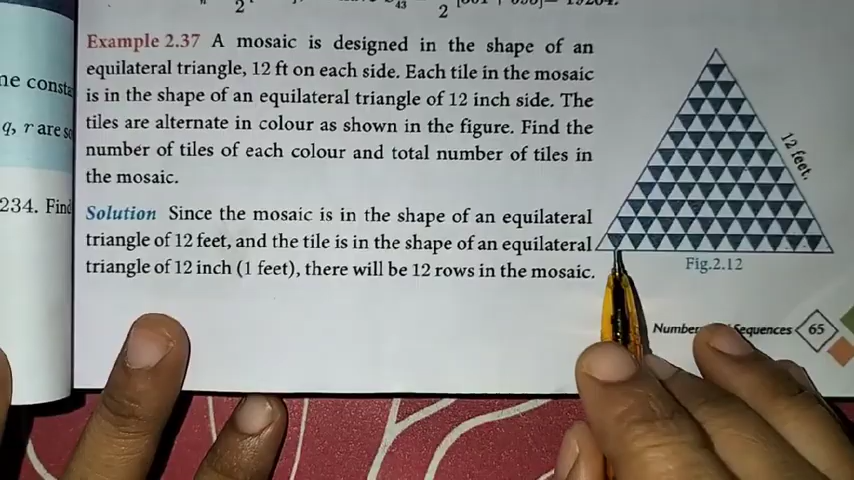 2
43
2
Example 2.37 A mosaic is designed in the shape of an
equilateral triangle, 12 ft on each side. Each tile in the mosaic
is in the shape of an equilateral triangle of 12 inch side. The
tiles are alternate in colour as shown in the figure. Find the
number of tiles of each colour and total number of tiles in
the mosaic.
Solution Since the mosaic is in the shape of an equilateral
triangle of 12 feet, and the tile is in the shape of an equilateral
triangle of 12 inch (1 feet), there will be 12 rows in the mosaic.
12 feet.
Fig.2.12
Sequences 65
q, r are
234. Find